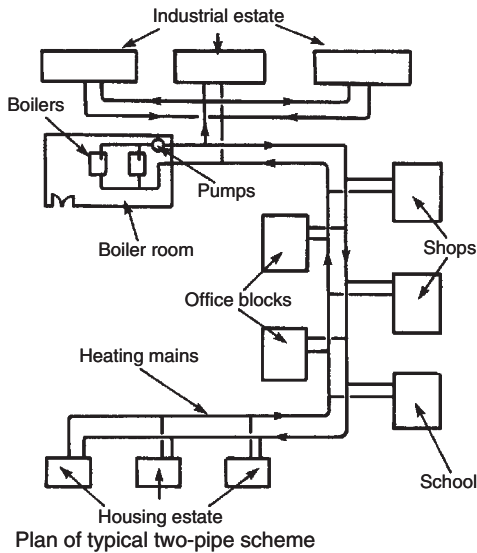 Industrial estate
Boilers
Pumps
Boiler room
Shops
Office blocks
Heating mains
School
Housing estate
Plan of typical two-pipe scheme